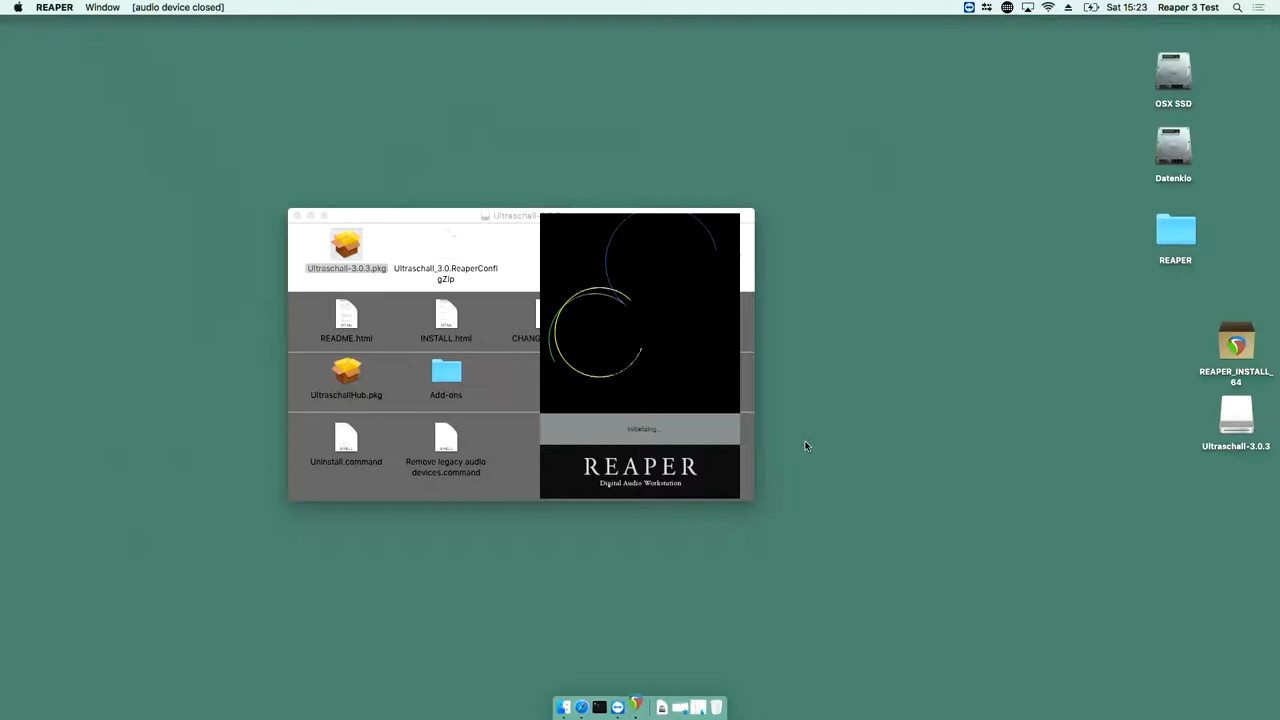 REAPER Window [audio device closed] Sat 15:23 Reaper 3 Test
OSX SSD
Datenklo
REAPER
REAPER_INSTALL_
64
Ultraschall-3.0.3
Ultraschall-3.0.3.pkg
Ultraschall_3.0.ReaperConfi
gZip
README.html
INSTALL.html
CHANG
UltraschallHub.pkg
Add-ons
Uninstall.command
Remove legacy audio
devices.command
Initializing...
REAPER
Digital Audio Workstation